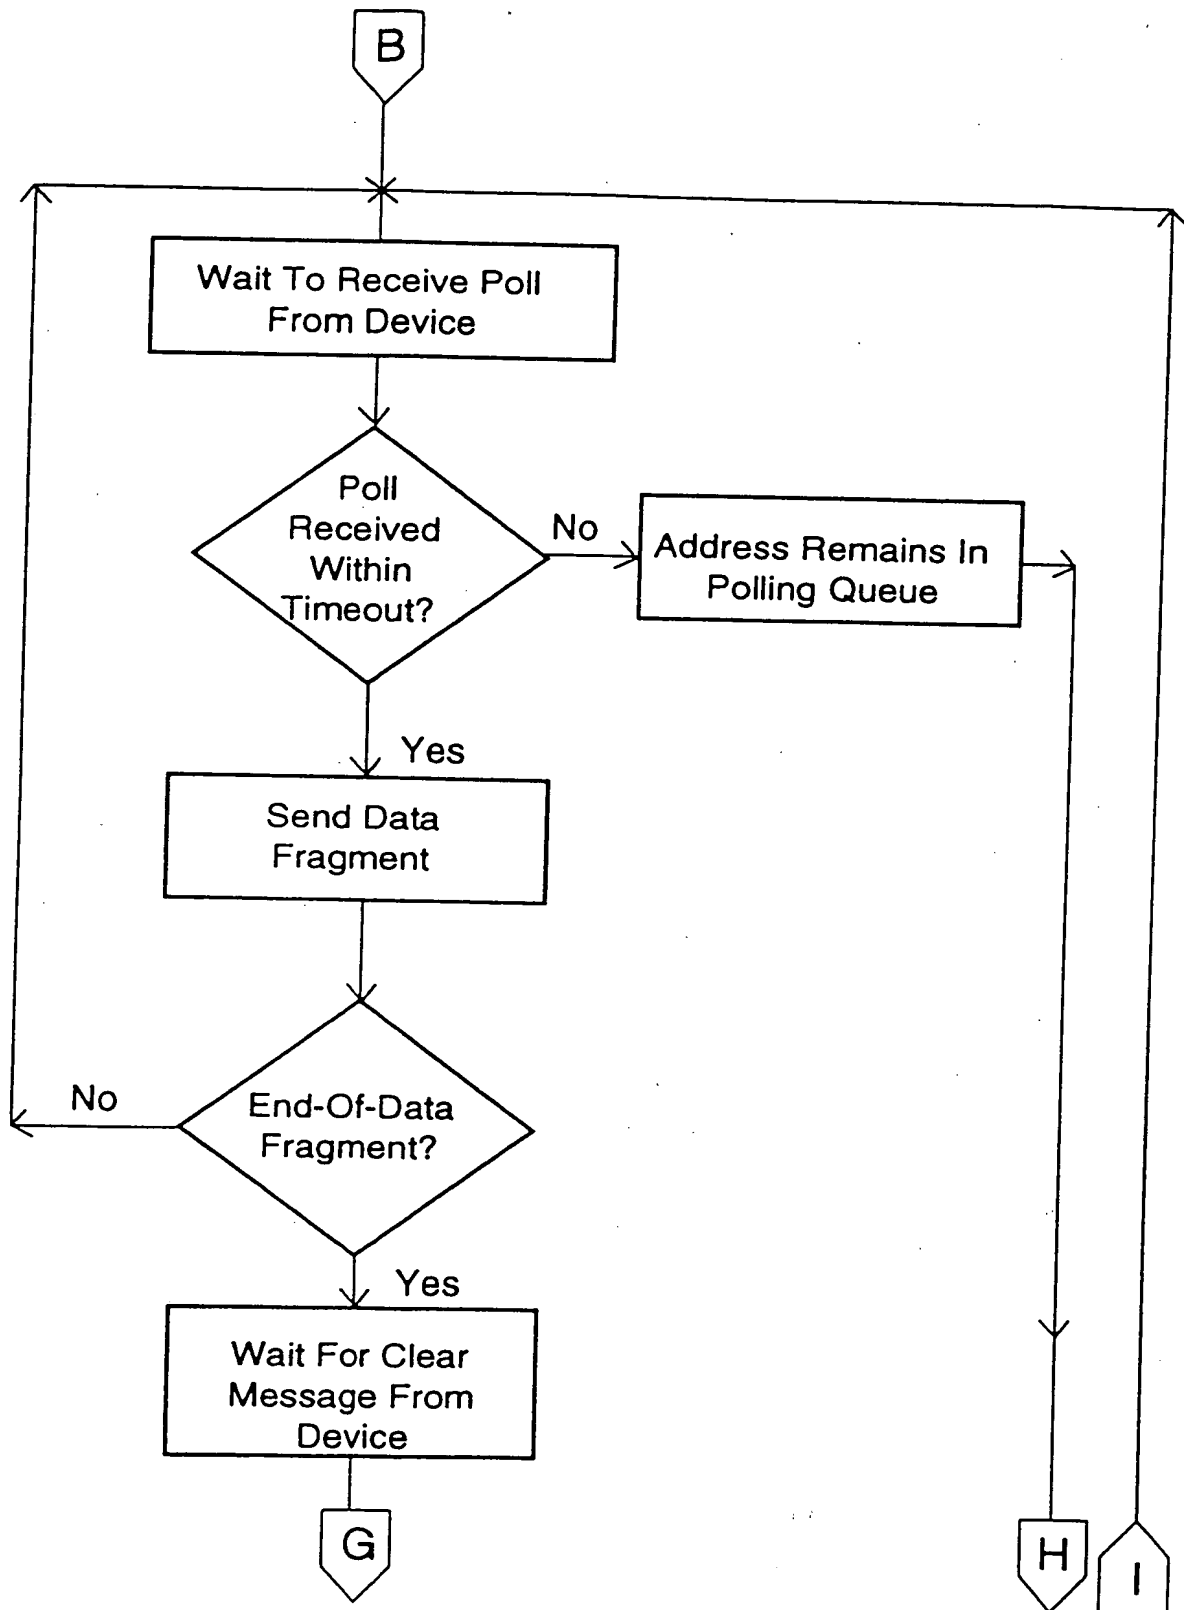 B
Wait To Receive Poll
From Device
Poll
Received
Within
Timeout?
No
Address Remains In
Polling Queue
Yes
Send Data
Fragment
No
End-Of-Data
Fragment?
Yes
Wait For Clear
Message From
Device
G
H
I